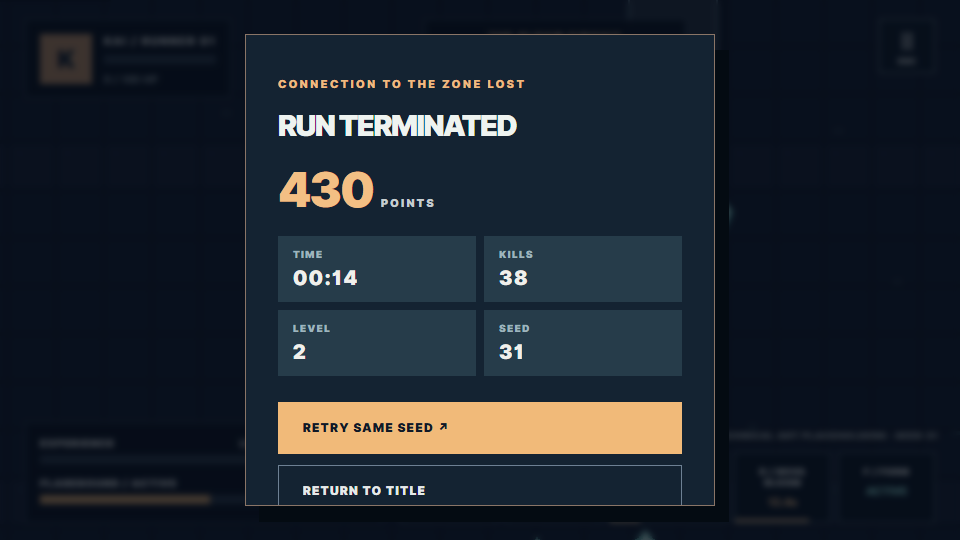 CONNECTION TO THE ZONE LOST
RUN TERMINATED
430 POINTS
TIME
00:14
KILLS
38
LEVEL
2
SEED
31
RETRY SAME SEED ↗
RETURN TO TITLE